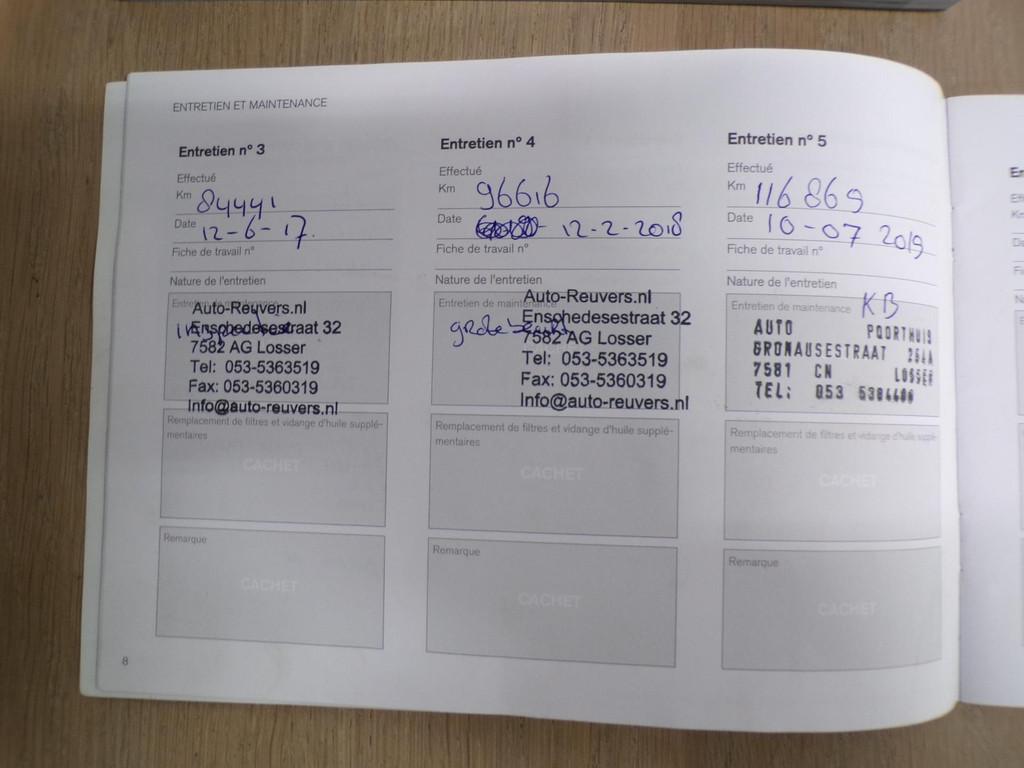 ENTRETIEN ET MAINTENANCE
Entretien n° 3
Effectué
Km 84441
Date 12-6-17.
Fiche de travail n°
Nature de l'entretien
Entretien de maintenance
Auto-Reuvers.nl
Enschedesestraat 32
7582 AG Losser
Tel: 053-5363519
Fax: 053-5360319
Info@auto-reuvers.nl
Remplacement de filtres et vidange d'huile supplé-
mentaires
CACHET
Remarque
CACHET
8
Entretien n° 4
Effectué
Km 96616
Date 12-2-2018
Fiche de travail n°
Nature de l'entretien
Entretien de maintenance
grote beurt
Auto-Reuvers.nl
Enschedesestraat 32
7582 AG Losser
Tel: 053-5363519
Fax: 053-5360319
Info@auto-reuvers.nl
Remplacement de filtres et vidange d'huile supplé-
mentaires
CACHET
Remarque
CACHET
Entretien n° 5
Effectué
Km 116869
Date 10-07 2019
Fiche de travail n°
Nature de l'entretien
Entretien de maintenance KB
AUTO POORTHUIS
GRONAUSESTRAAT
7581 CN LOSSER
TEL: 053
Remplacement de filtres et vidange d'huile supplé-
mentaires
CACHET
Remarque
CACHET